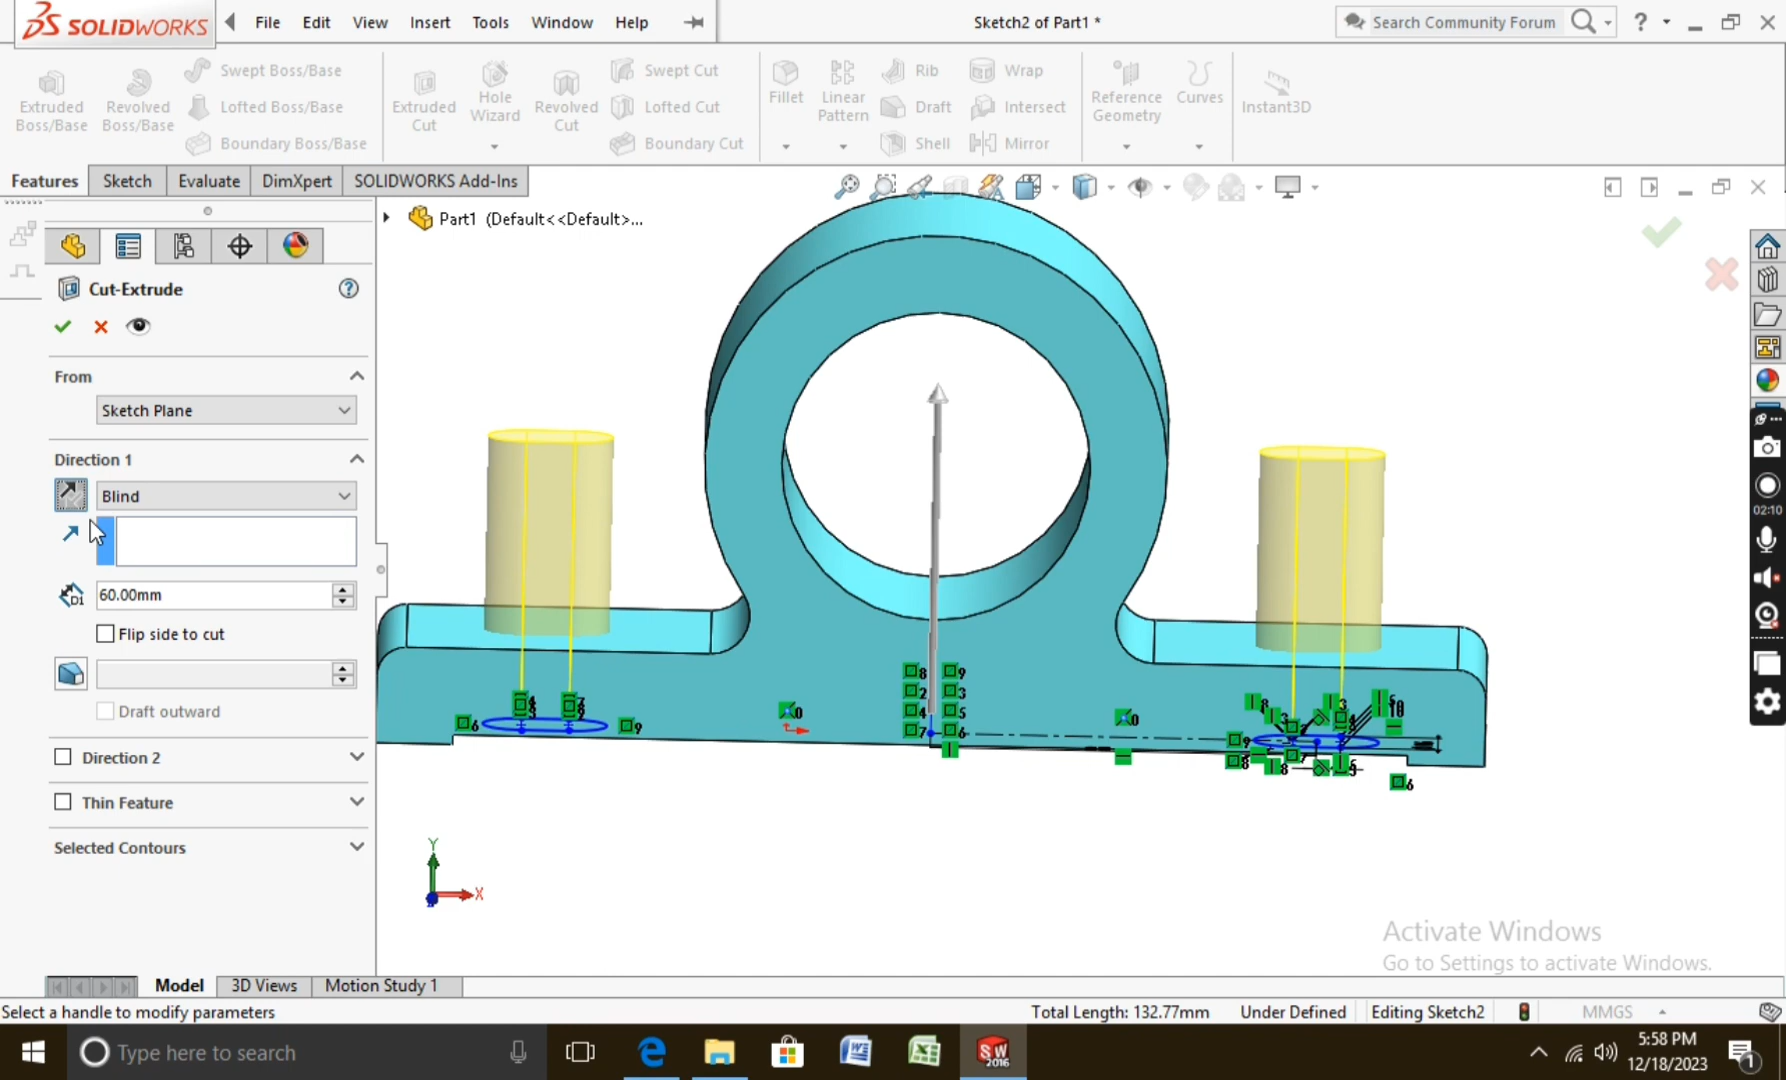 SOLIDWORKS
File Edit View Insert Tools Window Help
Sketch2 of Part1 *
Search Community Forum
?
Extruded Boss/Base
Revolved Boss/Base
Swept Boss/Base
Lofted Boss/Base
Boundary Boss/Base
Extruded Cut
Hole Wizard
Revolved Cut
Swept Cut
Lofted Cut
Boundary Cut
Fillet
Linear Pattern
Rib
Draft
Shell
Wrap
Intersect
Mirror
Reference Geometry
Curves
Instant3D
Features Sketch Evaluate DimXpert SOLIDWORKS Add-Ins
Part1 (Default<<Default>...
Cut-Extrude
From
Sketch Plane
Direction 1
Blind
D1
60.00mm
Flip side to cut
Draft outward
Direction 2
Thin Feature
Selected Contours
02:10
Y
X
Activate Windows
Go to Settings to activate Windows.
Model 3D Views Motion Study 1
Select a handle to modify parameters
Total Length: 132.77mm Under Defined Editing Sketch2 MMGS
Type here to search
SW 2016
5:58 PM
12/18/2023
1